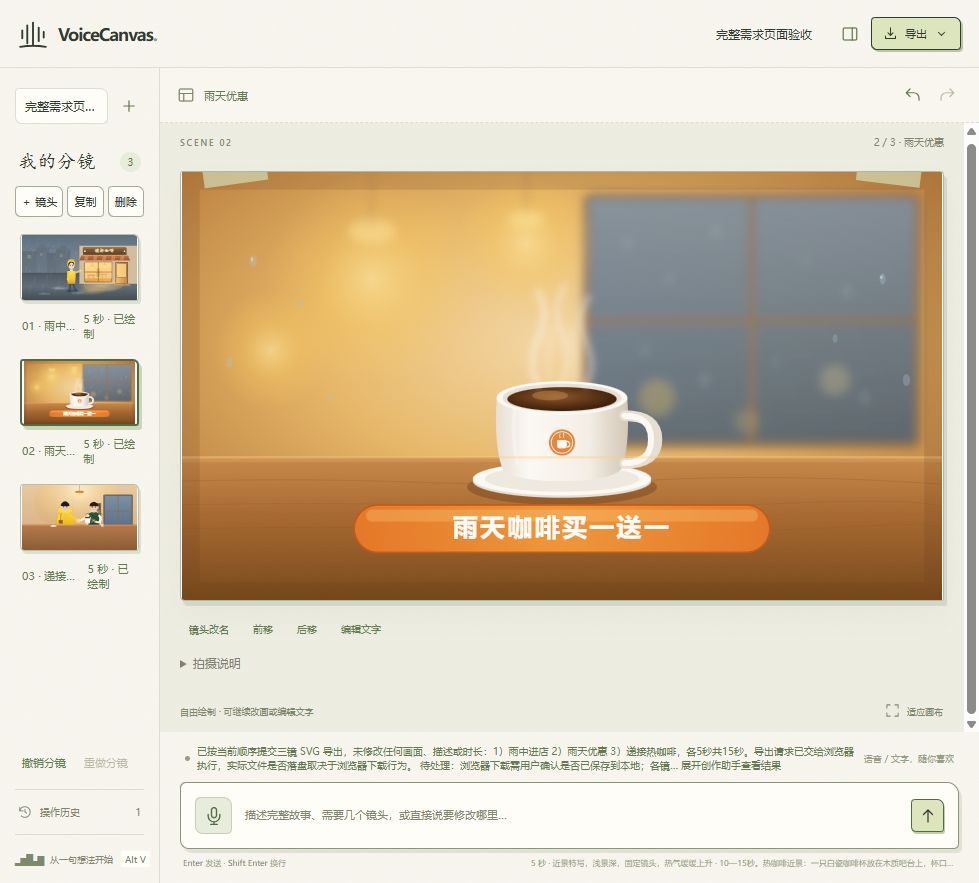 VoiceCanvas.
完整需求页面验收
导出
完整需求页...
雨天优惠
我的分镜
3
+ 镜头
复制
删除
SCENE 02
2 / 3 · 雨天优惠
01 · 雨中...
5 秒 · 已绘
制
02 · 雨天...
5 秒 · 已绘
制
03 · 递接...
5 秒 · 已
绘制
雨天咖啡买一送一
镜头改名
前移
后移
编辑文字
拍摄说明
自由绘制 · 可继续改画或编辑文字
适应画布
撤销分镜
重做分镜
操作历史
1
从一句想法开始
Alt V
已按当前顺序提交三镜 SVG 导出，未修改任何画面、描述或时长：1）雨中进店 2）雨天优惠 3）递接热咖啡，各5秒共15秒。导出请求已交给浏览器
执行，实际文件是否落盘取决于浏览器下载行为。 待处理：浏览器下载需用户确认是否已保存到本地；各镜... 展开创作助手查看结果
语音 / 文字，随你喜欢
描述完整故事、需要几个镜头，或直接说要修改哪里...
Enter 发送 · Shift Enter 换行
5 秒 · 近景特写，浅景深，固定镜头，热气缓缓上升 · 10—15秒。热咖啡近景：一只白瓷咖啡杯放在木质吧台上，杯口...